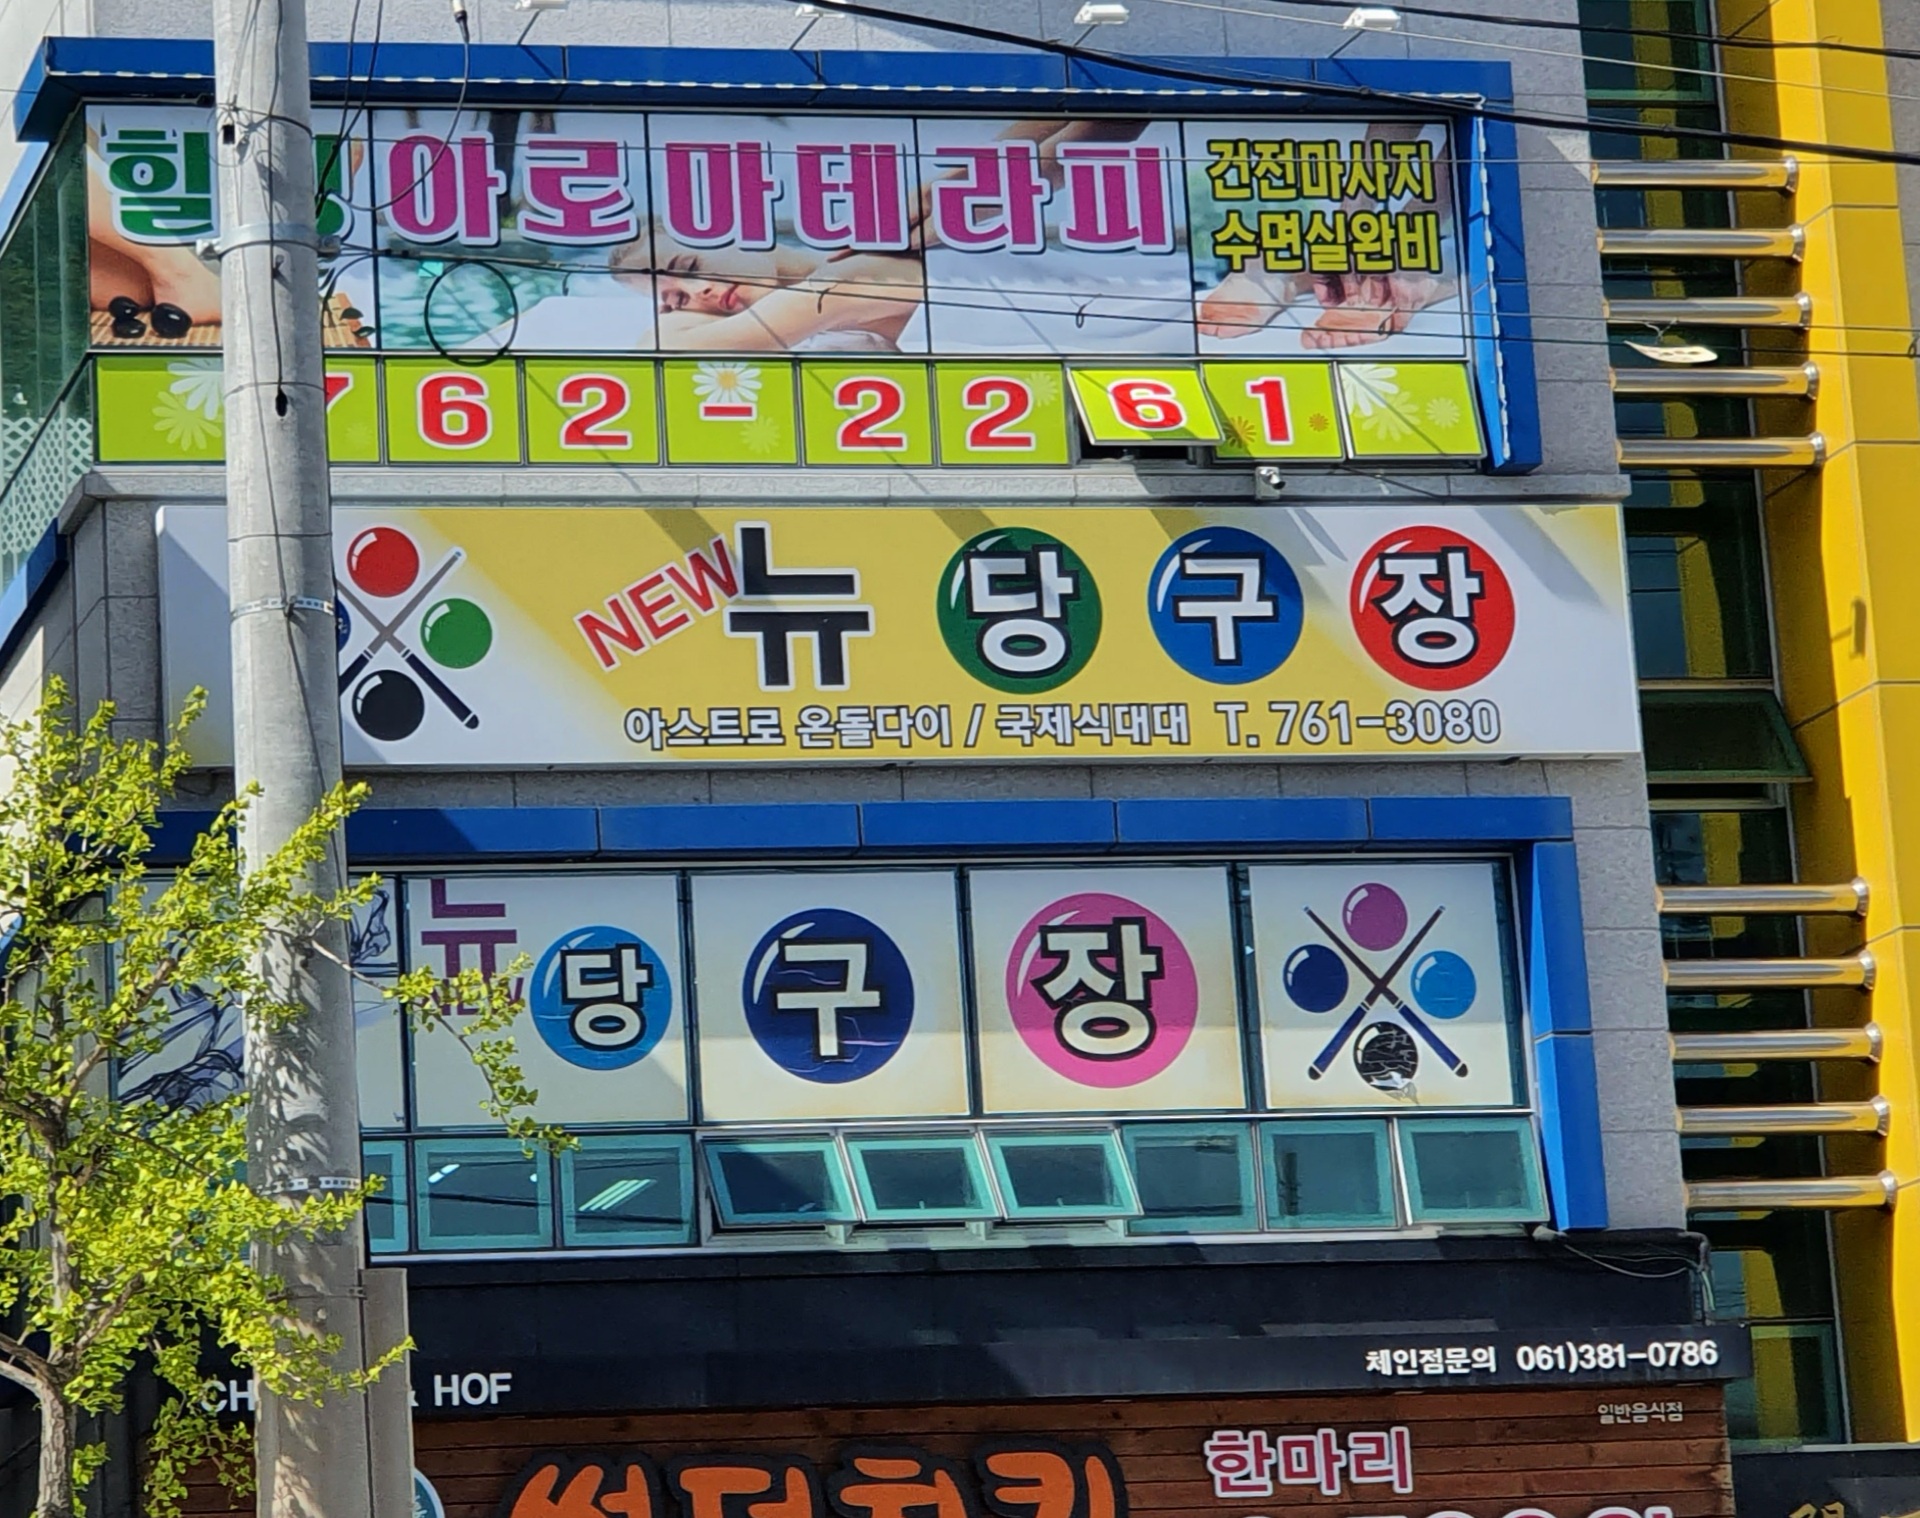 힐링아로마테라피
건전마사지
수면실완비
762-2261
NEW 뉴 당구장
아스트로 온돌다이 / 국제식대대 T. 761-3080
뉴 당구장
NEW
체인점문의 061)381-0786
& HOF
일반음식점
한마리